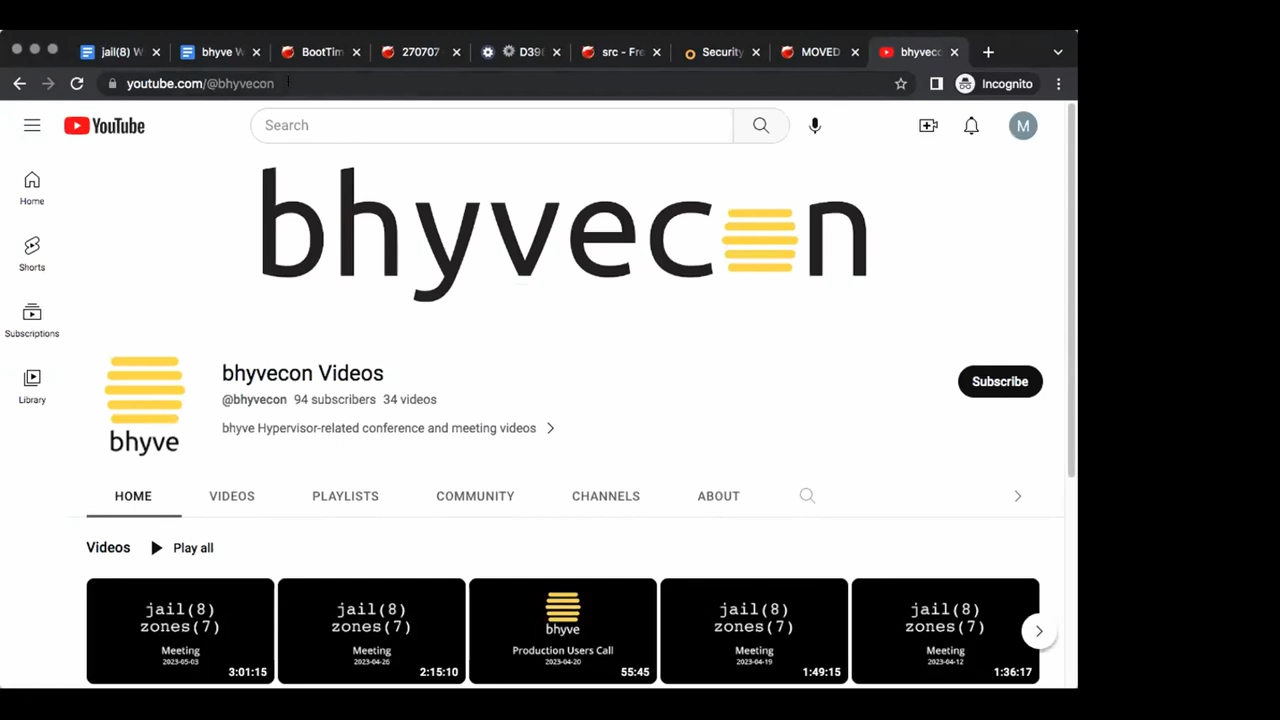 jail(8) W
bhyve W
BootTim
270707
D39
src - Fre
Security
MOVED
bhyvec
youtube.com/@bhyvecon
Incognito
YouTube
Search
M
bhyvecon
Home
Shorts
Subscriptions
Library
bhyve
bhyvecon Videos
@bhyvecon 94 subscribers 34 videos
bhyve Hypervisor-related conference and meeting videos
Subscribe
HOME
VIDEOS
PLAYLISTS
COMMUNITY
CHANNELS
ABOUT
Videos
Play all
jail(8)
zones(7)
Meeting
2023-05-03
3:01:15
jail(8)
zones(7)
Meeting
2023-04-26
2:15:10
bhyve
Production Users Call
2023-04-20
55:45
jail(8)
zones(7)
Meeting
2023-04-19
1:49:15
jail(8)
zones(7)
Meeting
2023-04-12
1:36:17